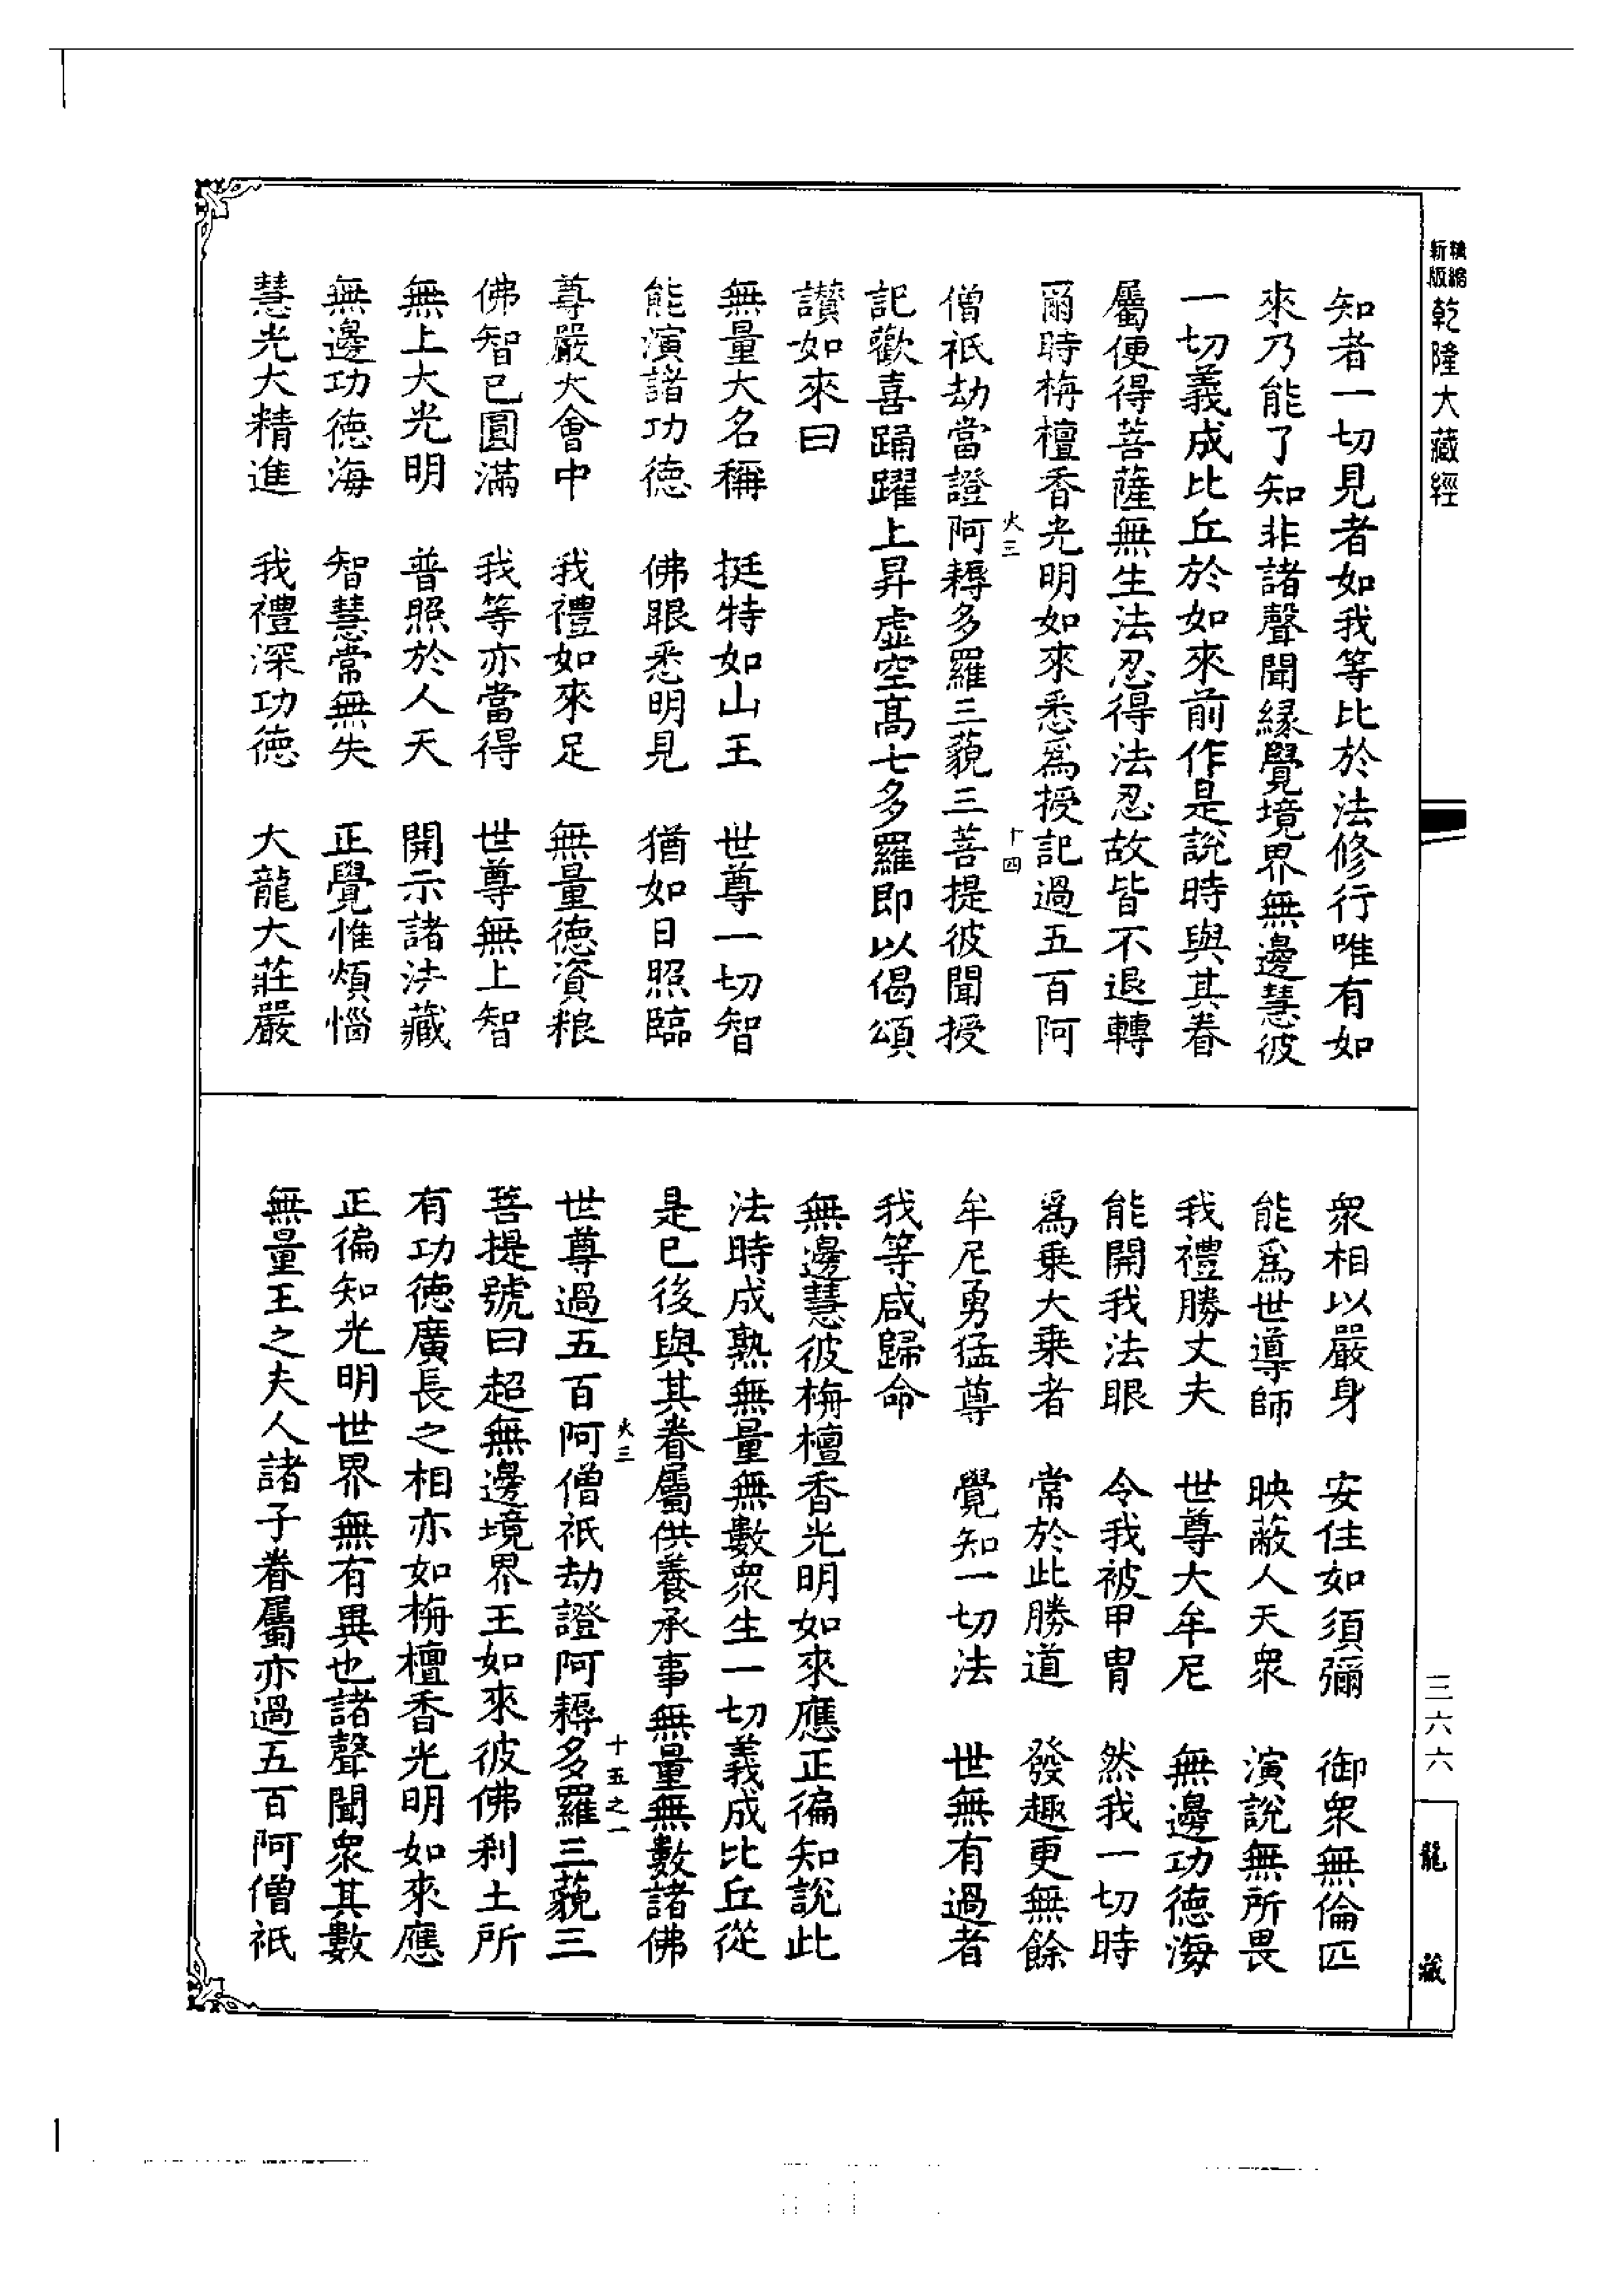 精縮新版乾隆大藏經
知者一切見者如我等比於法修行唯有如
來乃能了知非諸聲聞緣覺境界無邊慧彼
一切義成比丘於如來前作是說時與其眷
屬便得菩薩無生法忍得法忍故皆不退轉
爾時栴檀香光明如來悉爲授記過五百阿
火三 十四
僧祇劫當證阿耨多羅三藐三菩提彼聞授
記歡喜踊躍上昇虛空高七多羅即以偈頌
讚如來曰
無量大名稱 挺特如山王 世尊一切智
能演諸功德 佛眼悉明見 猶如日照臨
尊嚴大會中 我禮如來足 無量德資粮
佛智已圓滿 我等亦當得 世尊無上智
無上大光明 普照於人天 開示諸法藏
無邊功德海 智慧常無失 正覺惟煩惱
慧光大精進 我禮深功德 大龍大莊嚴
衆相以嚴身 安住如須彌 御衆無倫匹
能爲世導師 映蔽人天衆 演說無所畏
我禮勝丈夫 世尊大牟尼 無邊功德海
能開我法眼 令我被甲冑 然我一切時
爲乗大乗者 常於此勝道 發趣更無餘
牟尼勇猛尊 覺知一切法 世無有過者
我等咸歸命
無邊慧彼栴檀香光明如來應正徧知說此
法時成熟無量無數衆生一切義成比丘從
是已後與其眷屬供養承事無量無數諸佛
火三 十五之一
世尊過五百阿僧祇劫證阿耨多羅三藐三
菩提號曰超無邊境界王如來彼佛刹土所
有功德廣長之相亦如栴檀香光明如來應
正徧知光明世界無有異也諸聲聞衆其數
無量王之夫人諸子眷屬亦過五百阿僧祇
三六六
龍藏